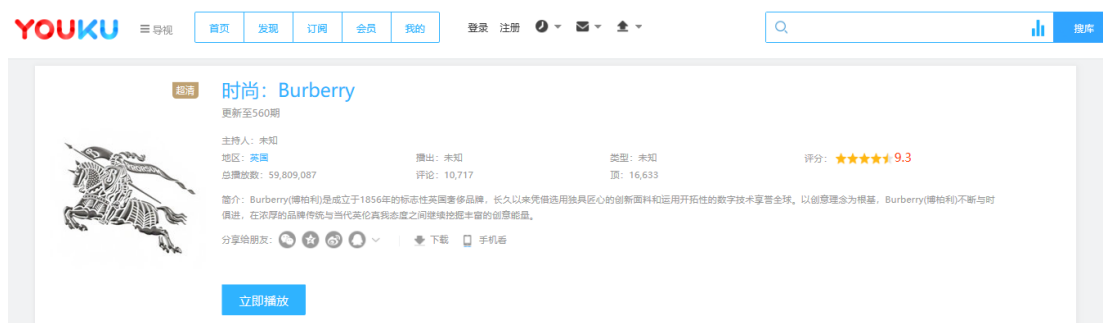 YOUKU 导视 首页 发现 订阅 会员 我的 登录 注册 搜库
超清 时尚：Burberry
更新至560期
主持人：未知
地区：英国 播出：未知 类型：未知 评分：9.3
总播放数：59,809,087 评论：10,717 顶：16,633
简介：Burberry(博柏利)是成立于1856年的标志性英国奢侈品牌，长久以来凭借选用独具匠心的创新面料和运用开拓性的数字技术享誉全球。以创意理念为根基，Burberry(博柏利)不断与时
俱进，在浓厚的品牌传统与当代英伦真我态度之间继续挖掘丰富的创意能量。
分享给朋友： 下载 手机看
立即播放